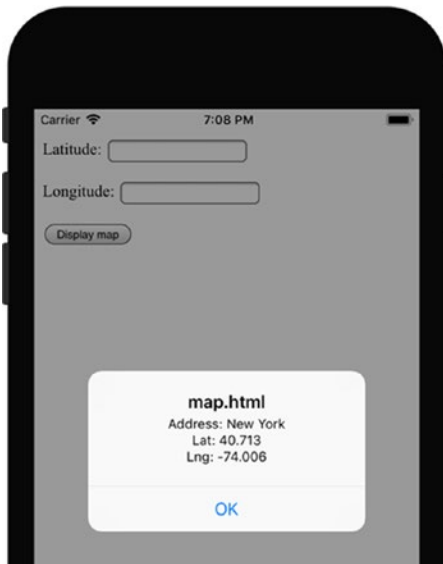 Carrier 7:08 PM
Latitude:
Longitude:
Display map
map.html
Address: New York
Lat: 40.713
Lng: -74.006
OK